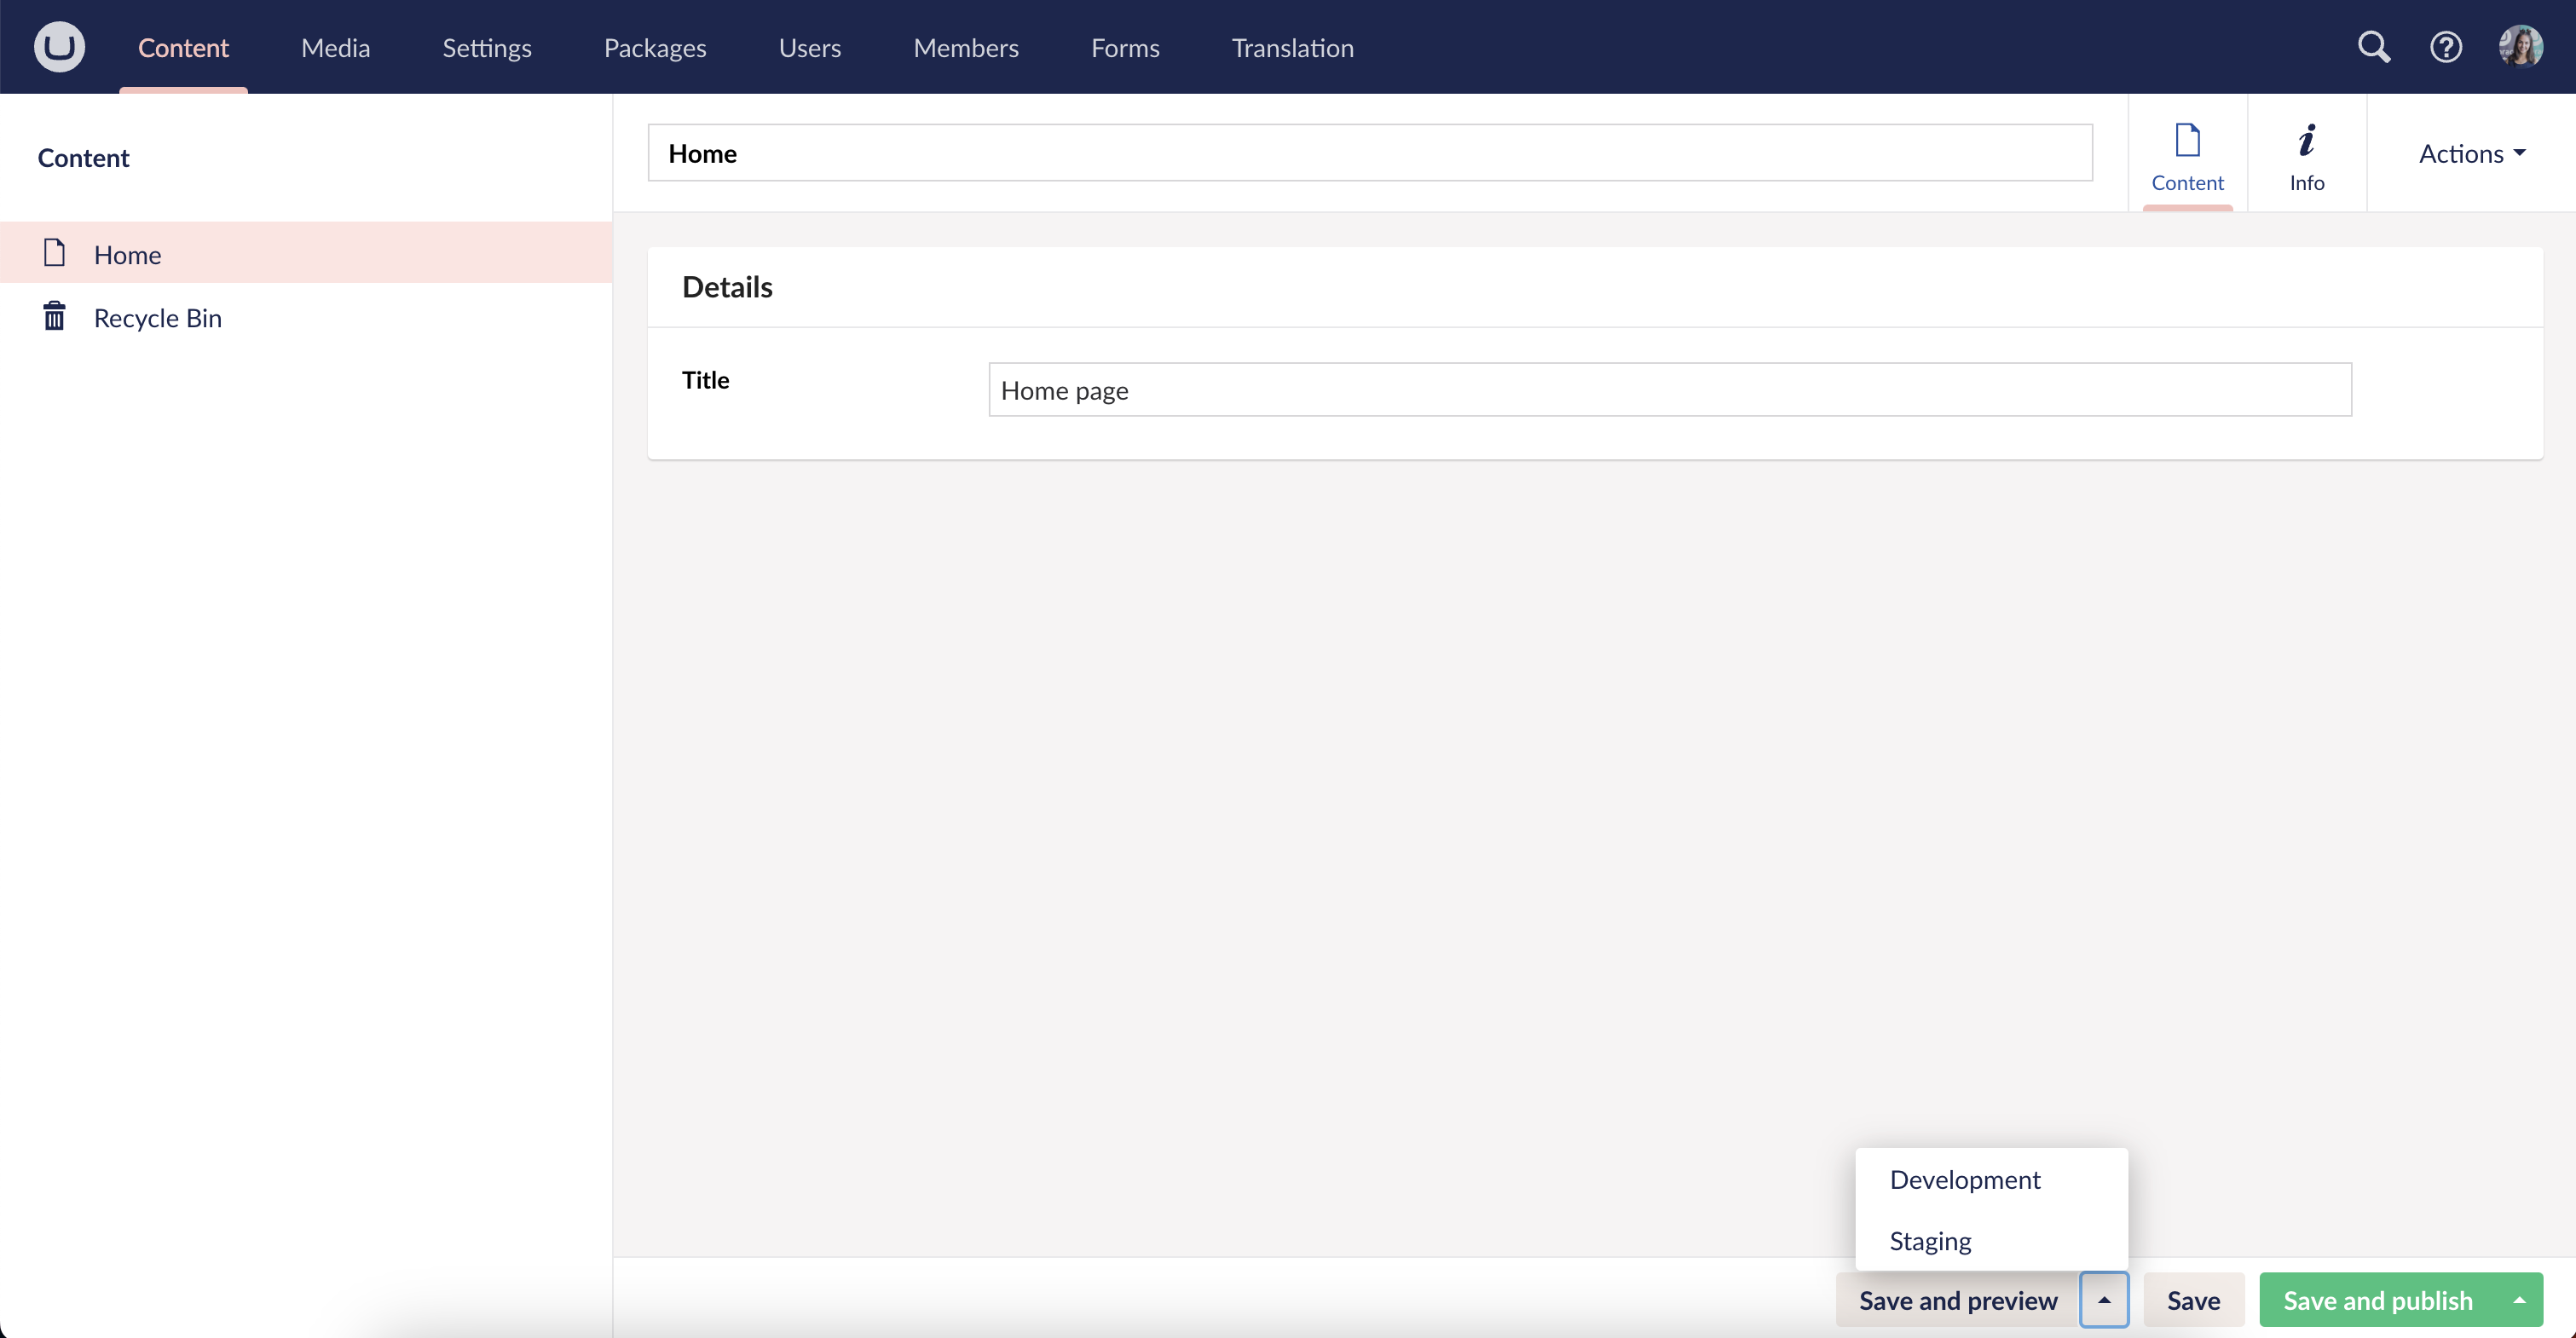 Content Media Settings Packages Users Members Forms Translation
Content
Home
Recycle Bin
Home
Content
Info
Actions
Details
Title
Home page
Development
Staging
Save and preview
Save
Save and publish